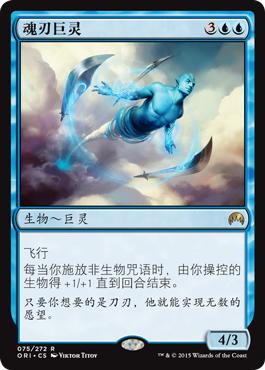 魂刃巨灵 3
生物～巨灵
飞行
每当你施放非生物咒语时，由你操控的
生物得 +1/+1 直到回合结束。
只要你想要的是刀刃，他就能实现无数的
愿望。
4/3
075/272 R
ORI • CS Viktor Titov
™ & © 2015 Wizards of the Coast